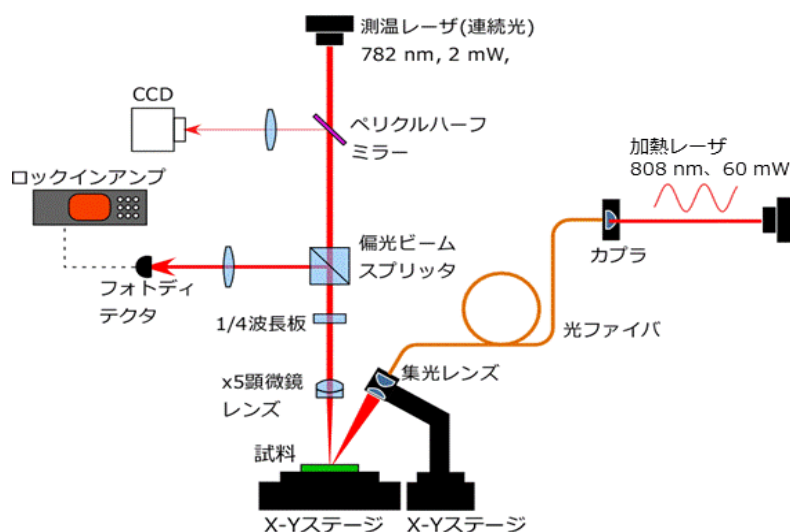 測温レーザ(連続光)
782 nm, 2 mW,
CCD
ペリクルハーフ
ミラー
加熱レーザ
808 nm、60 mW
ロックインアンプ
偏光ビーム
スプリッタ
カプラ
フォトディ
テクタ
1/4波長板
光ファイバ
集光レンズ
x5顕微鏡
レンズ
試料
X-Yステージ
X-Yステージ